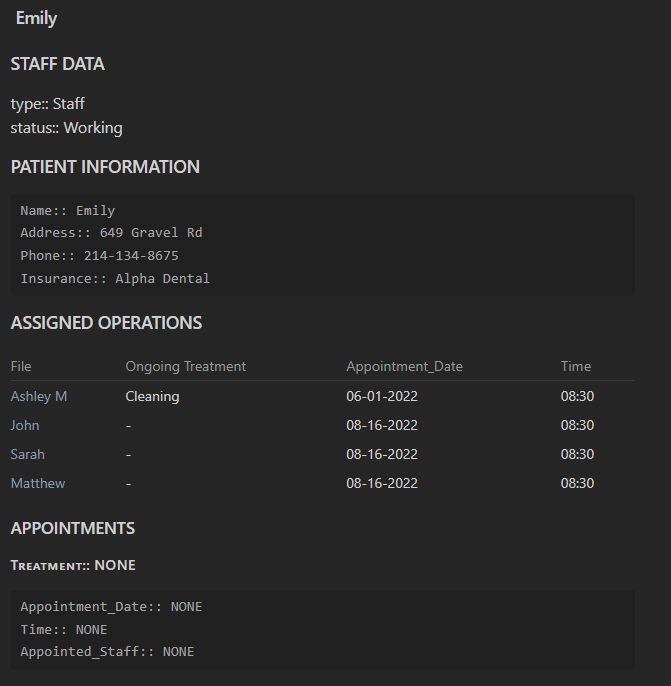 Emily
STAFF DATA
type:: Staff
status:: Working
PATIENT INFORMATION
Name:: Emily
Address:: 649 Gravel Rd
Phone:: 214-134-8675
Insurance:: Alpha Dental
ASSIGNED OPERATIONS
File Ongoing Treatment Appointment_Date Time
Ashley M Cleaning 06-01-2022 08:30
John - 08-16-2022 08:30
Sarah - 08-16-2022 08:30
Matthew - 08-16-2022 08:30
APPOINTMENTS
Treatment:: NONE
Appointment_Date:: NONE
Time:: NONE
Appointed_Staff:: NONE